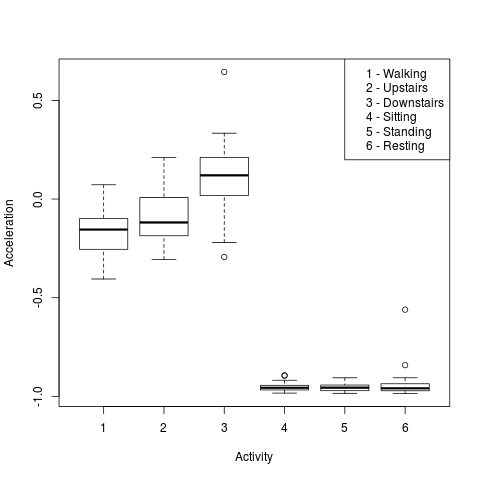 1 - Walking
2 - Upstairs
3 - Downstairs
4 - Sitting
5 - Standing
6 - Resting
0.5
0.0
-0.5
-1.0
Acceleration
1 2 3 4 5 6
Activity